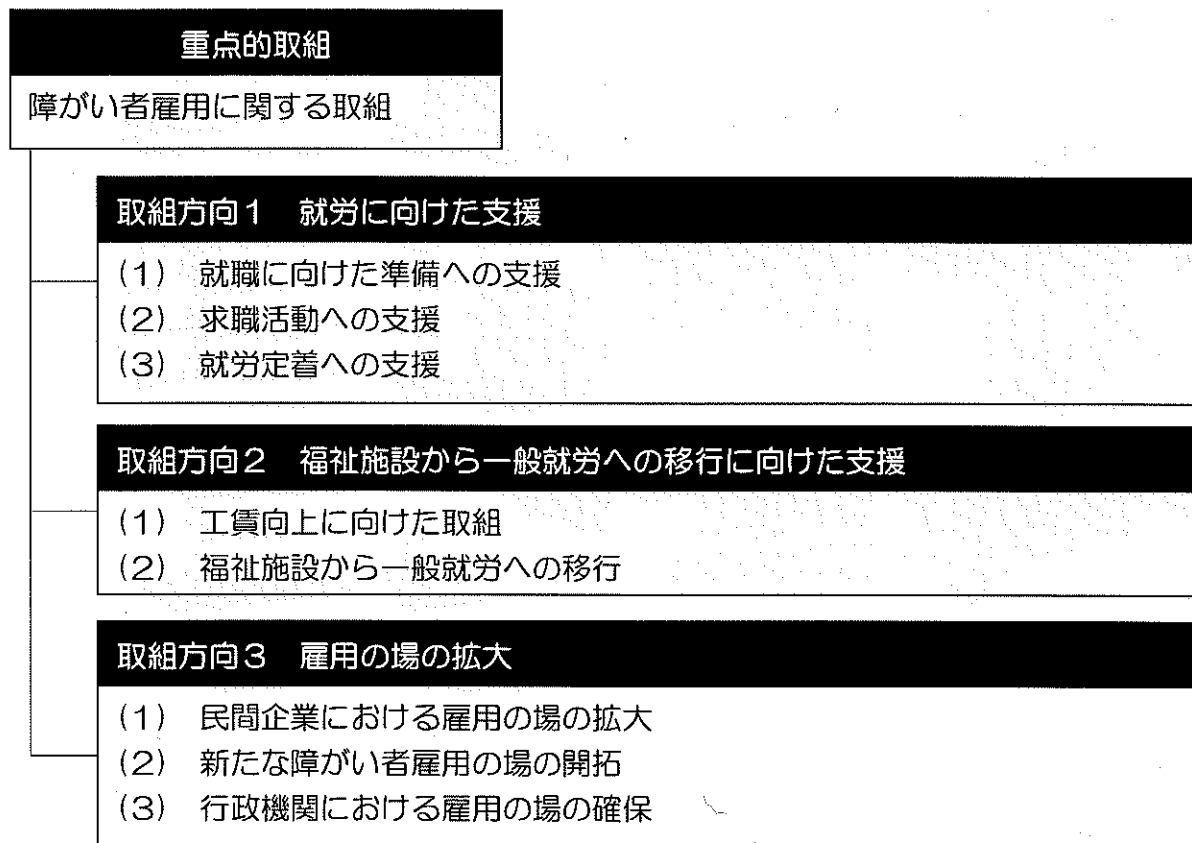 重点的取組
障がい者雇用に関する取組
取組方向１　就労に向けた支援
（１）　就職に向けた準備への支援
（２）　求職活動への支援
（３）　就労定着への支援
取組方向２　福祉施設から一般就労への移行に向けた支援
（１）　工賃向上に向けた取組
（２）　福祉施設から一般就労への移行
取組方向３　雇用の場の拡大
（１）　民間企業における雇用の場の拡大
（２）　新たな障がい者雇用の場の開拓
（３）　行政機関における雇用の場の確保